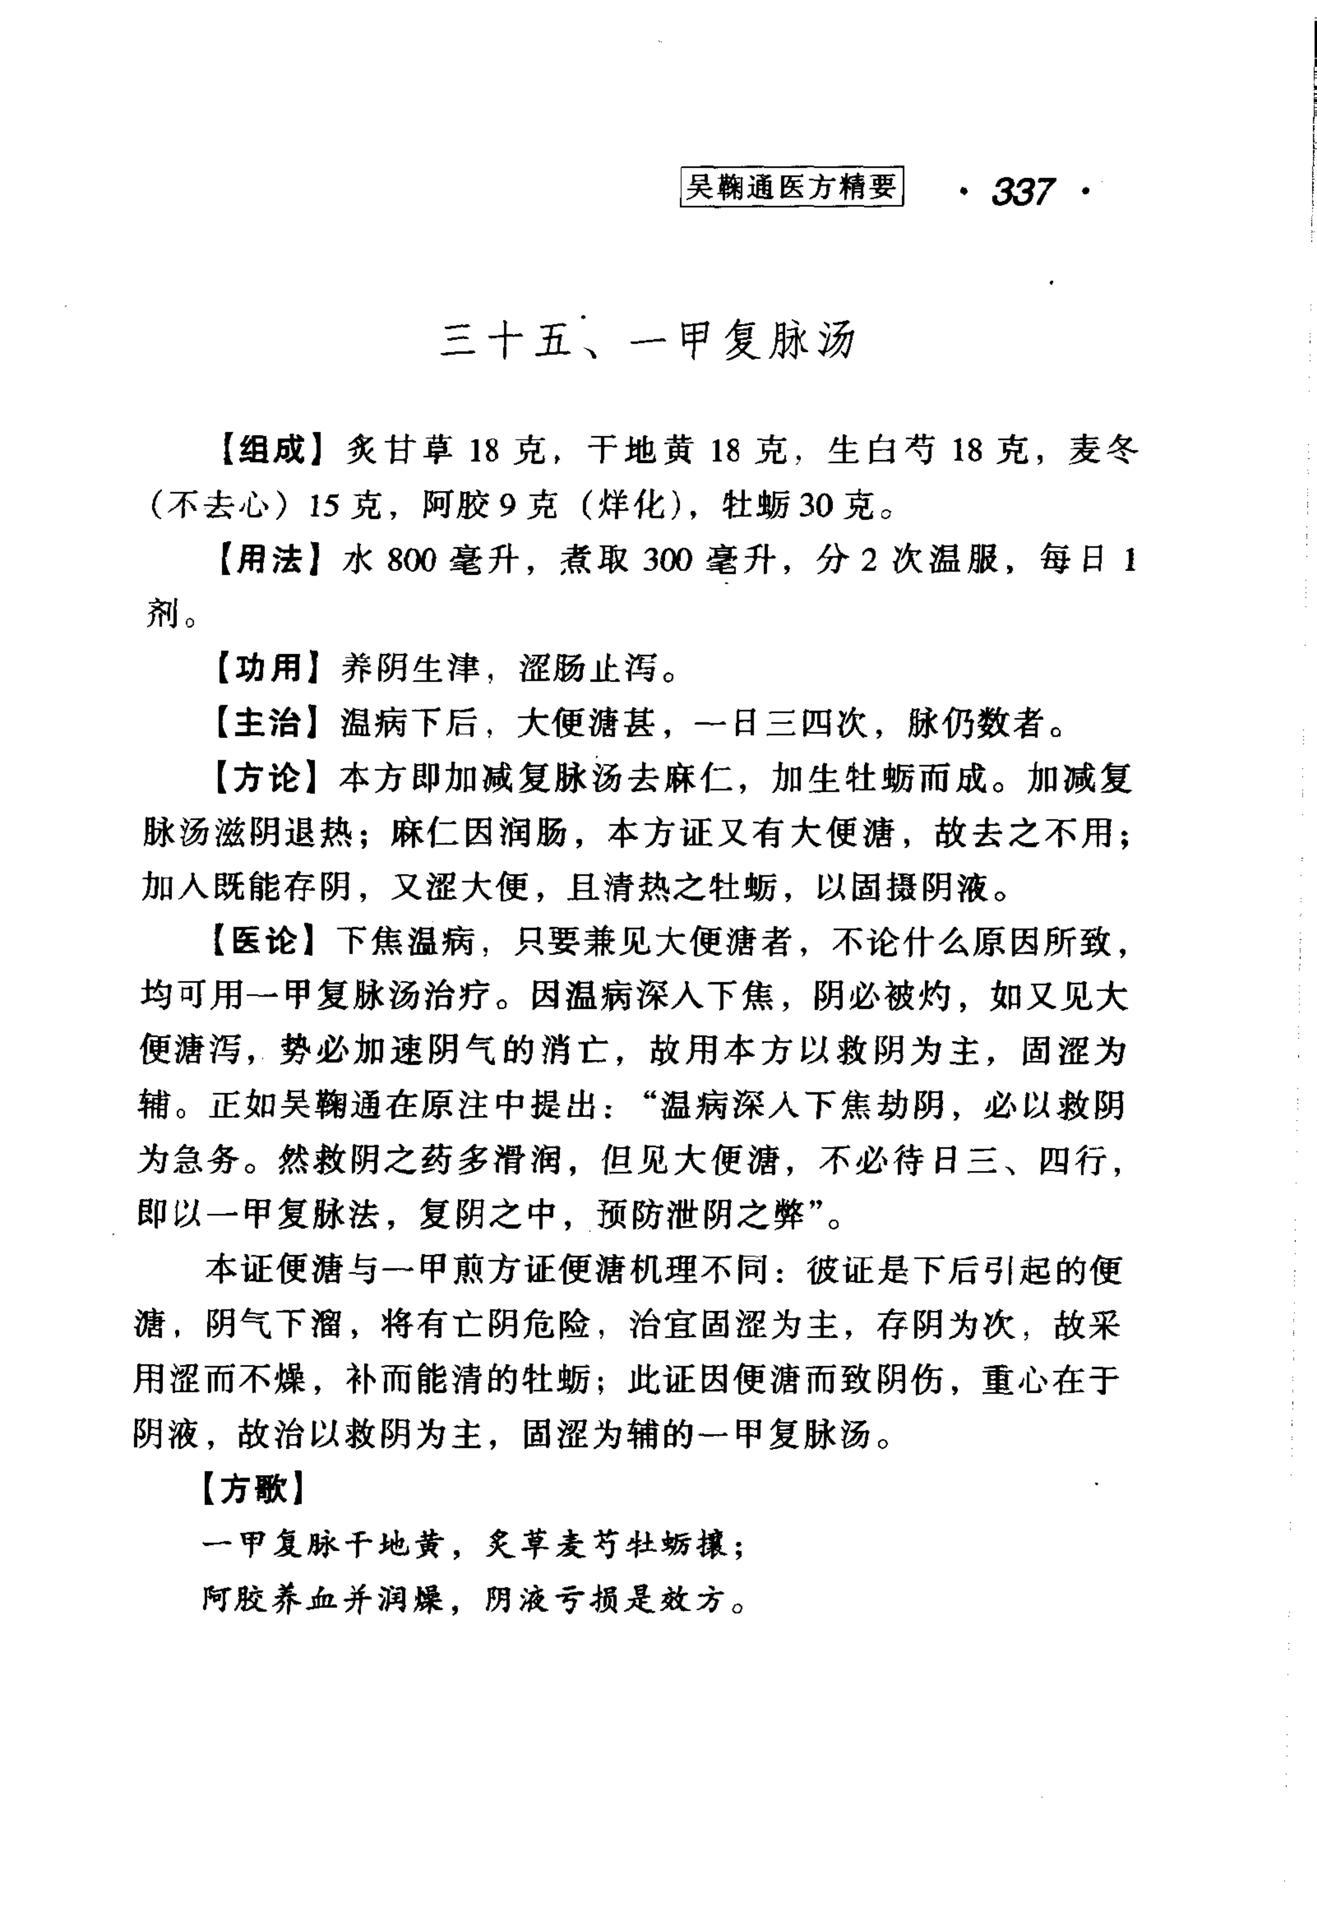 吴鞠通医方精要 ·337·
三十五、一甲复脉汤
【组成】炙甘草 18 克，干地黄 18 克，生白芍 18 克，麦冬
（不去心）15 克，阿胶 9 克（烊化），牡蛎 30 克。
【用法】水 800 毫升，煮取 300 毫升，分 2 次温服，每日 1
剂。
【功用】养阴生津，涩肠止泻。
【主治】温病下后，大便溏甚，一日三四次，脉仍数者。
【方论】本方即加减复脉汤去麻仁，加生牡蛎而成。加减复
脉汤滋阴退热；麻仁因润肠，本方证又有大便溏，故去之不用；
加入既能存阴，又涩大便，且清热之牡蛎，以固摄阴液。
【医论】下焦温病，只要兼见大便溏者，不论什么原因所致，
均可用一甲复脉汤治疗。因温病深入下焦，阴必被灼，如又见大
便溏泻，势必加速阴气的消亡，故用本方以救阴为主，固涩为
辅。正如吴鞠通在原注中提出：“温病深入下焦劫阴，必以救阴
为急务。然救阴之药多滑润，但见大便溏，不必待日三、四行，
即以一甲复脉法，复阴之中，预防泄阴之弊”。
本证便溏与一甲煎方证便溏机理不同：彼证是下后引起的便
溏，阴气下溜，将有亡阴危险，治宜固涩为主，存阴为次，故采
用涩而不燥，补而能清的牡蛎；此证因便溏而致阴伤，重心在于
阴液，故治以救阴为主，固涩为辅的一甲复脉汤。
【方歌】
一甲复脉干地黄，炙草麦芍牡蛎攘；
阿胶养血并润燥，阴液亏损是效方。